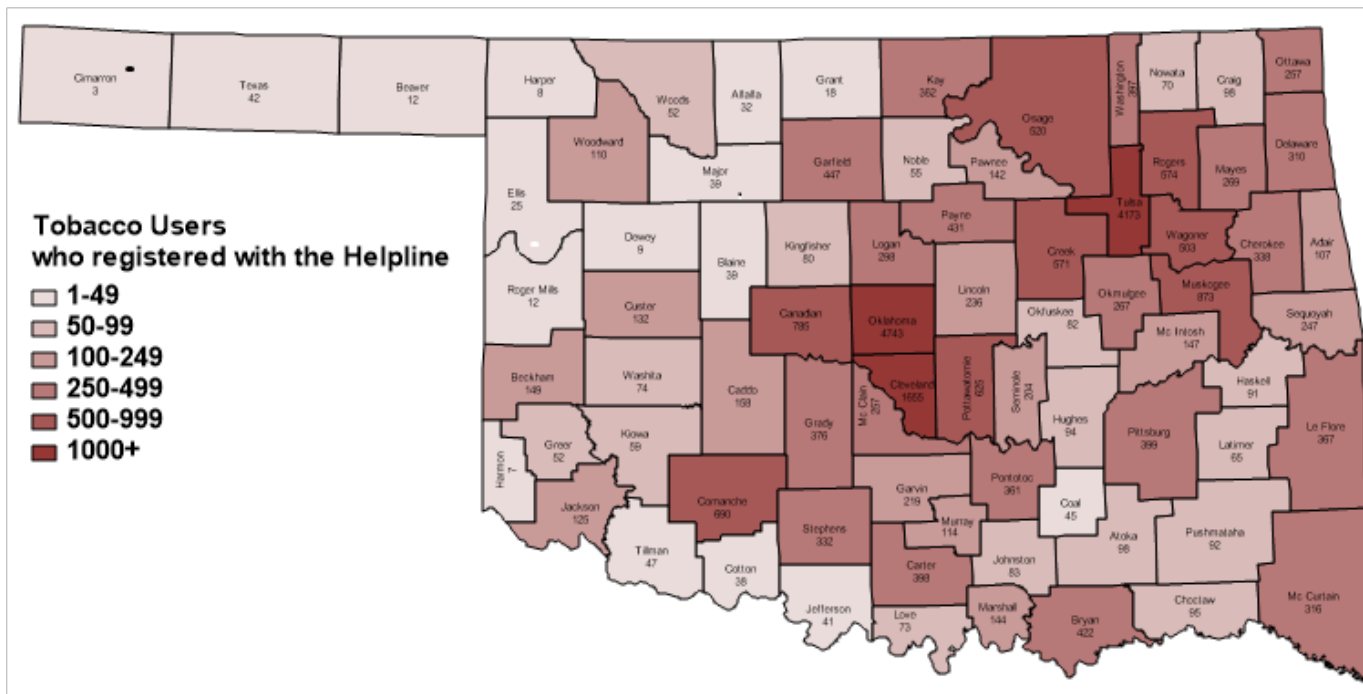 Cimarron
3
Texas
42
Beaver
12
Harper
8
Woods
52
Alfalfa
32
Grant
18
Kay
362
Osage
520
Washington
397
Nowata
70
Craig
98
Ottawa
257
Woodward
110
Major
39
Garfield
447
Noble
55
Pawnee
142
Rogers
574
Mayes
269
Delaware
310
Ellis
25
Tulsa
4173
Tobacco Users
who registered with the Helpline
1-49
50-99
100-249
250-499
500-999
1000+
Dewey
9
Blaine
39
Kingfisher
80
Logan
298
Payne
431
Creek
571
Wagoner
503
Cherokee
338
Adair
107
Roger Mills
12
Custer
132
Canadian
785
Oklahoma
4743
Lincoln
236
Okfuskee
82
Okmulgee
267
Muskogee
873
Mc Intosh
147
Sequoyah
247
Beckham
149
Washita
74
Caddo
158
Grady
376
Mc Clain
257
Cleveland
1655
Pottawatomie
625
Seminole
204
Hughes
94
Pittsburg
399
Haskell
91
Latimer
65
Le Flore
367
Harmon
7
Greer
52
Kiowa
59
Jackson
125
Comanche
690
Stephens
332
Garvin
219
Murray
114
Pontotoc
361
Coal
45
Atoka
98
Pushmataha
92
Tillman
47
Cotton
38
Jefferson
41
Carter
398
Johnston
83
Love
73
Marshall
144
Bryan
422
Choctaw
95
Mc Curtain
316